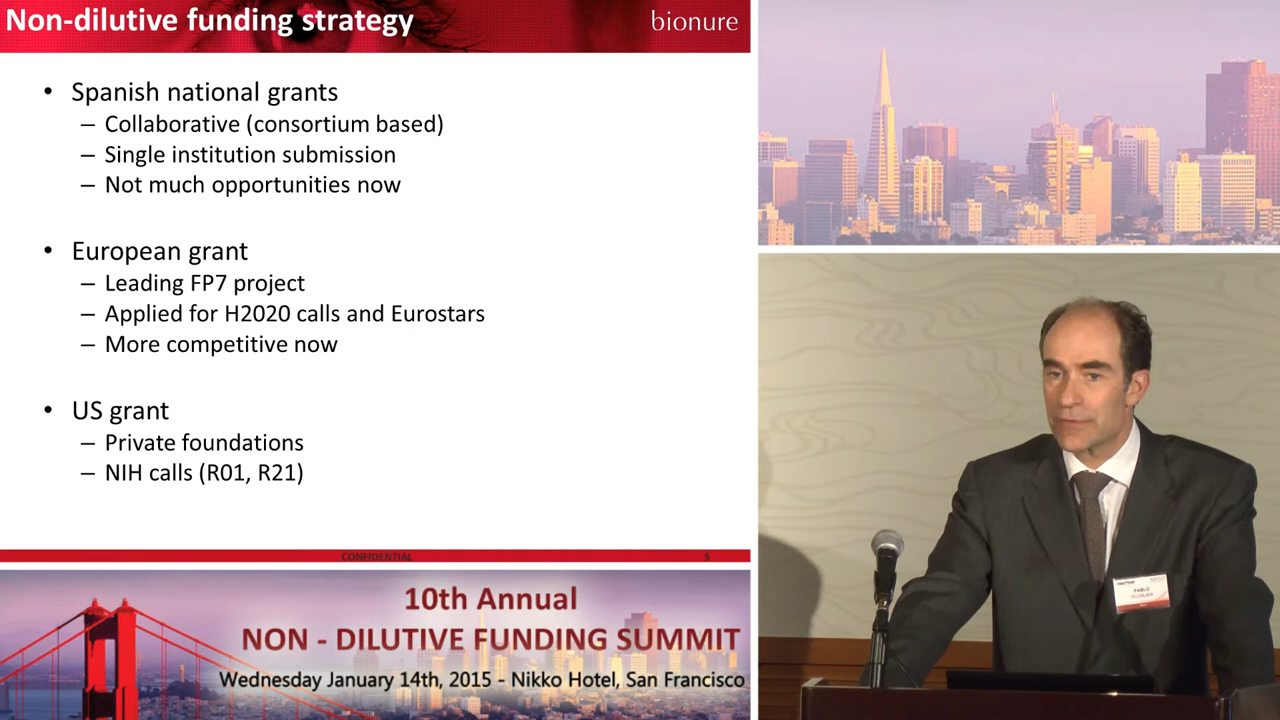 Non-dilutive funding strategy
bionure
• Spanish national grants
– Collaborative (consortium based)
– Single institution submission
– Not much opportunities now
• European grant
– Leading FP7 project
– Applied for H2020 calls and Eurostars
– More competitive now
• US grant
– Private foundations
– NIH calls (R01, R21)
CONFIDENTIAL
5
10th Annual
NON - DILUTIVE FUNDING SUMMIT
Wednesday January 14th, 2015 - Nikko Hotel, San Francisco
PABLO